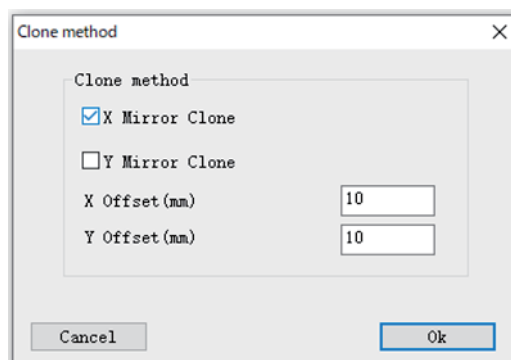 Clone method
Clone method
X Mirror Clone
Y Mirror Clone
X Offset(mm) 10
Y Offset(mm) 10
Cancel Ok